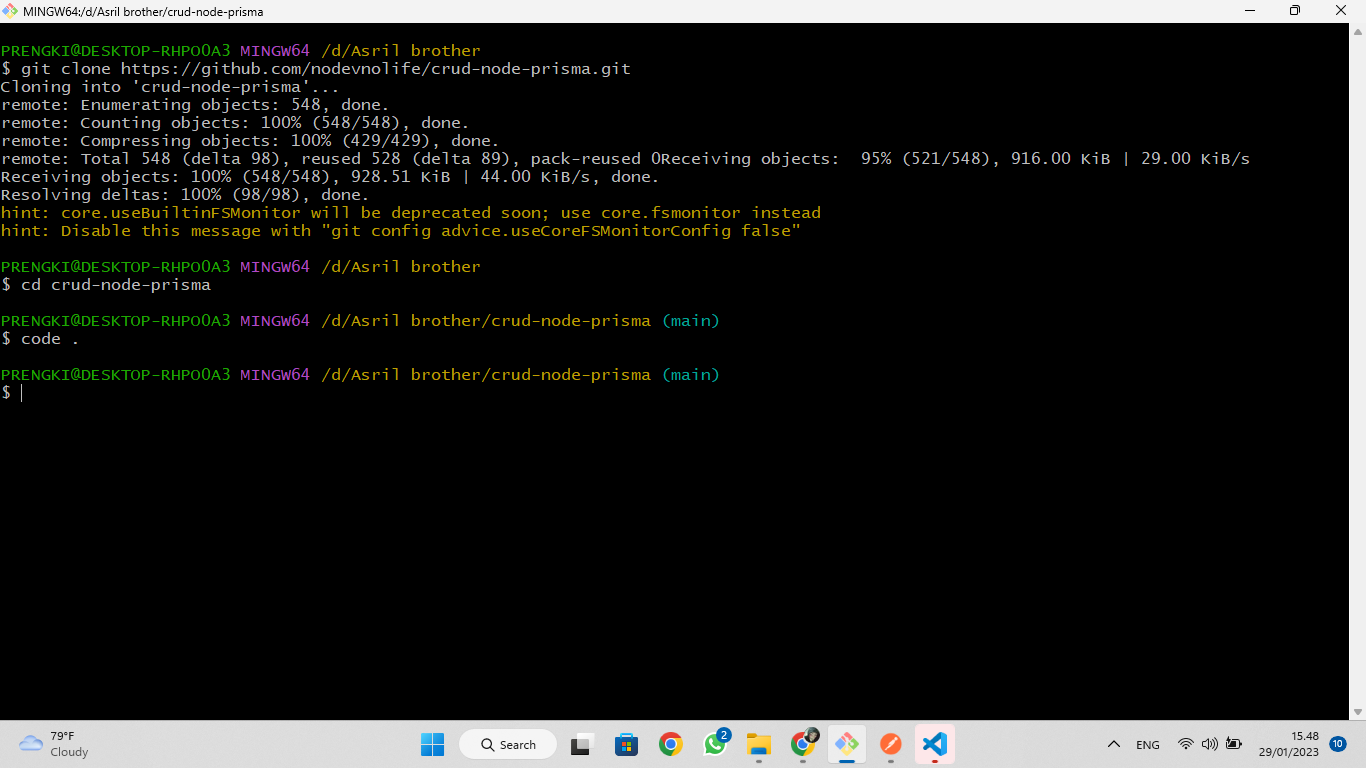 MINGW64:/d/Asril brother/crud-node-prisma
PRENGKI@DESKTOP-RHPO0A3 MINGW64 /d/Asril brother
$ git clone https://github.com/nodevnolife/crud-node-prisma.git
Cloning into 'crud-node-prisma'...
remote: Enumerating objects: 548, done.
remote: Counting objects: 100% (548/548), done.
remote: Compressing objects: 100% (429/429), done.
remote: Total 548 (delta 98), reused 528 (delta 89), pack-reused 0Receiving objects:  95% (521/548), 916.00 KiB | 29.00 KiB/s
Receiving objects: 100% (548/548), 928.51 KiB | 44.00 KiB/s, done.
Resolving deltas: 100% (98/98), done.
hint: core.useBuiltinFSMonitor will be deprecated soon; use core.fsmonitor instead
hint: Disable this message with "git config advice.useCoreFSMonitorConfig false"
PRENGKI@DESKTOP-RHPO0A3 MINGW64 /d/Asril brother
$ cd crud-node-prisma
PRENGKI@DESKTOP-RHPO0A3 MINGW64 /d/Asril brother/crud-node-prisma (main)
$ code .
PRENGKI@DESKTOP-RHPO0A3 MINGW64 /d/Asril brother/crud-node-prisma (main)
$
79°F
Cloudy
Search
2
ENG
15.48
29/01/2023
10